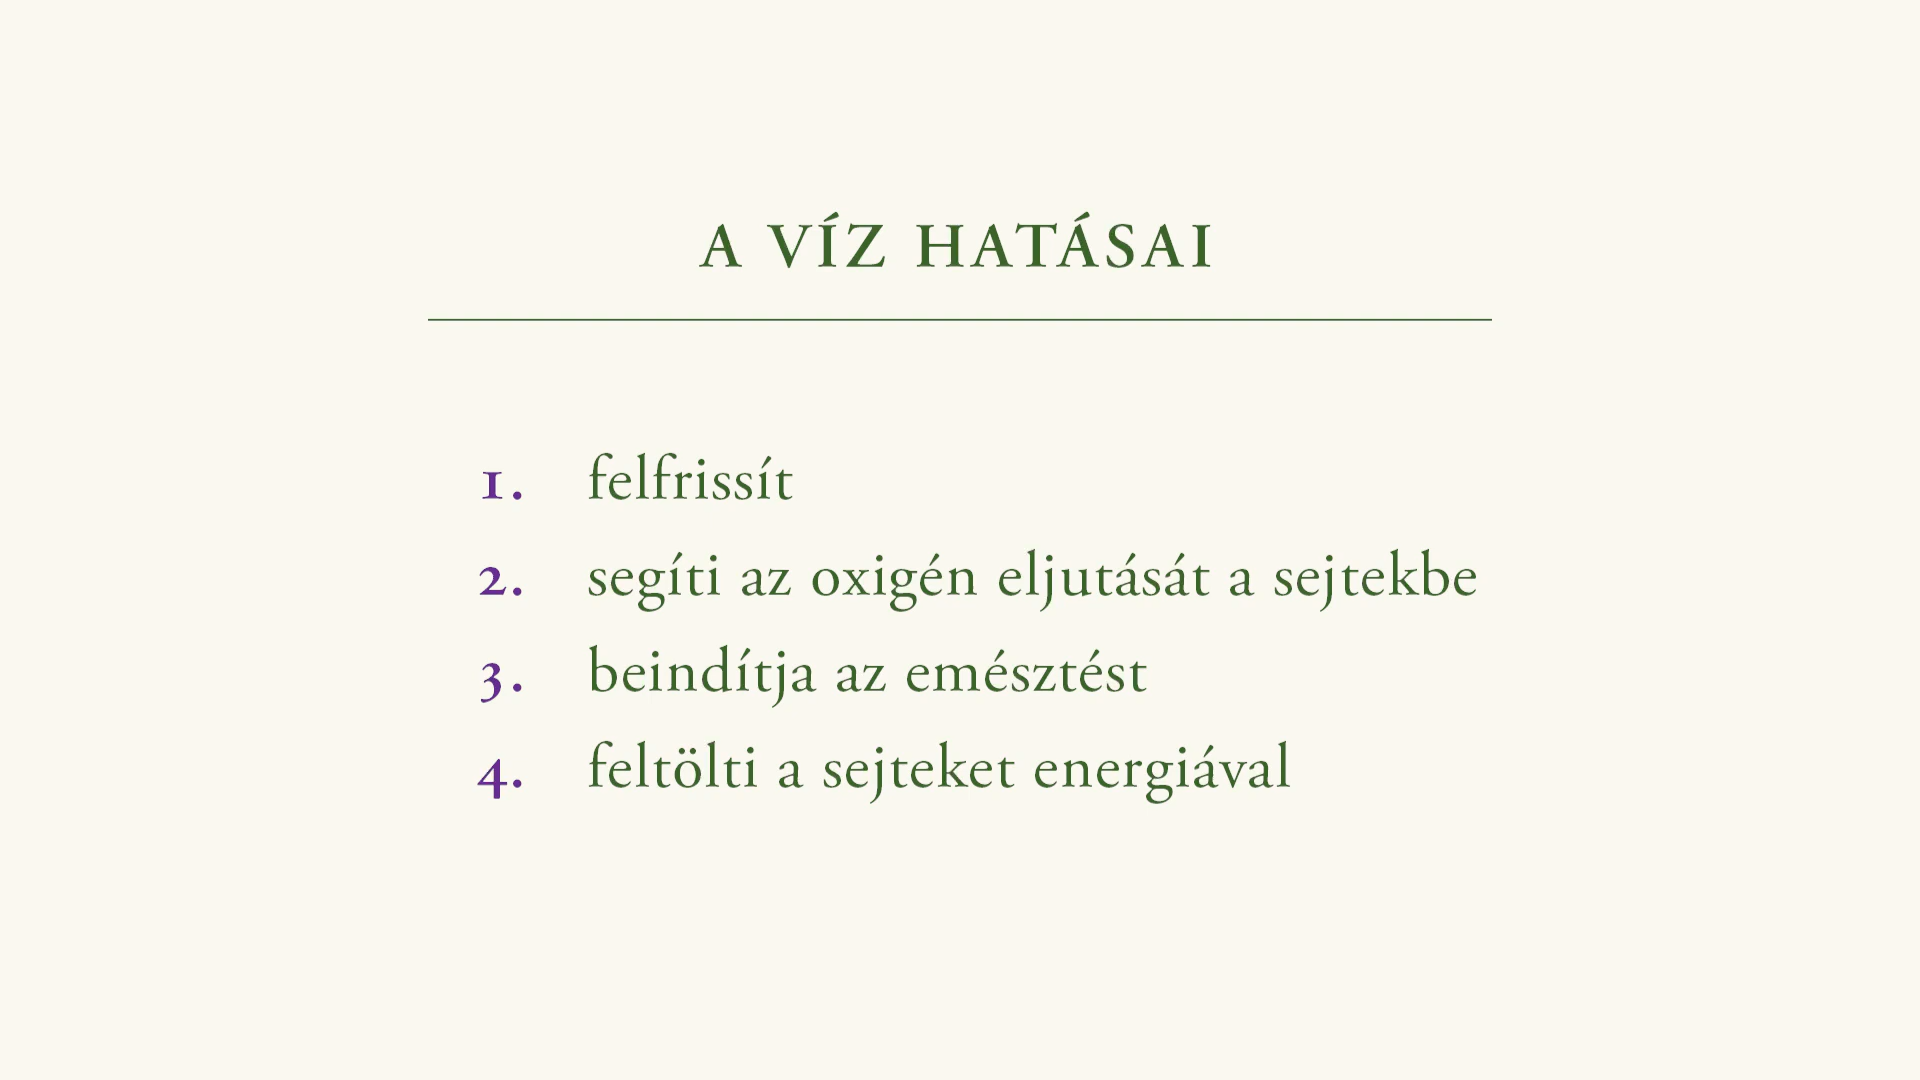 A VÍZ HATÁSAI
1. felfrissít
2. segíti az oxigén eljutását a sejtekbe
3. beindítja az emésztést
4. feltölti a sejteket energiával